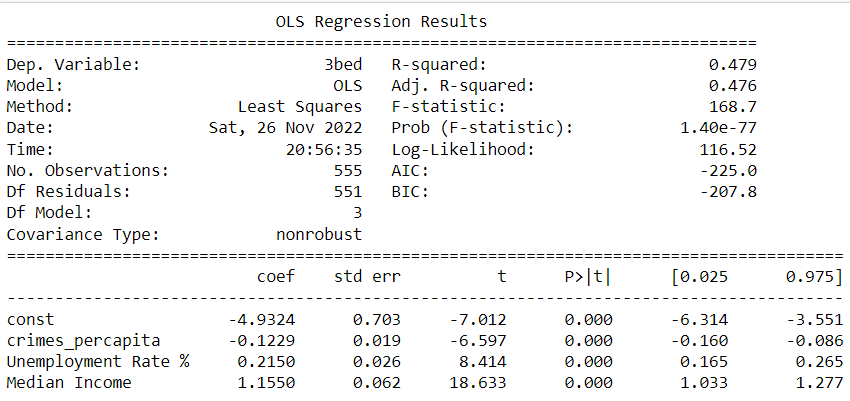 OLS Regression Results
==============================================================================
Dep. Variable: 3bed R-squared: 0.479
Model: OLS Adj. R-squared: 0.476
Method: Least Squares F-statistic: 168.7
Date: Sat, 26 Nov 2022 Prob (F-statistic): 1.40e-77
Time: 20:56:35 Log-Likelihood: 116.52
No. Observations: 555 AIC: -225.0
Df Residuals: 551 BIC: -207.8
Df Model: 3
Covariance Type: nonrobust
=======================================================================================
coef std err t P>|t| [0.025 0.975]
---------------------------------------------------------------------------------------
const -4.9324 0.703 -7.012 0.000 -6.314 -3.551
crimes_percapita -0.1229 0.019 -6.597 0.000 -0.160 -0.086
Unemployment Rate % 0.2150 0.026 8.414 0.000 0.165 0.265
Median Income 1.1550 0.062 18.633 0.000 1.033 1.277